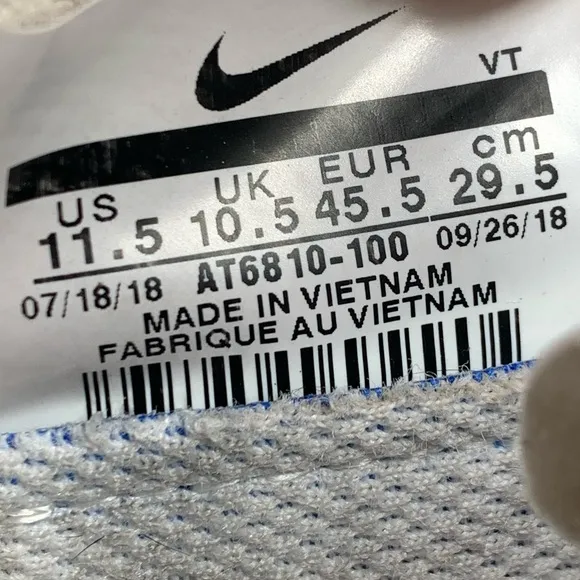 VT
US UK EUR cm
11.5 10.5 45.5 29.5
07/18/18 AT6810-100 09/26/18
MADE IN VIETNAM
FABRIQUE AU VIETNAM